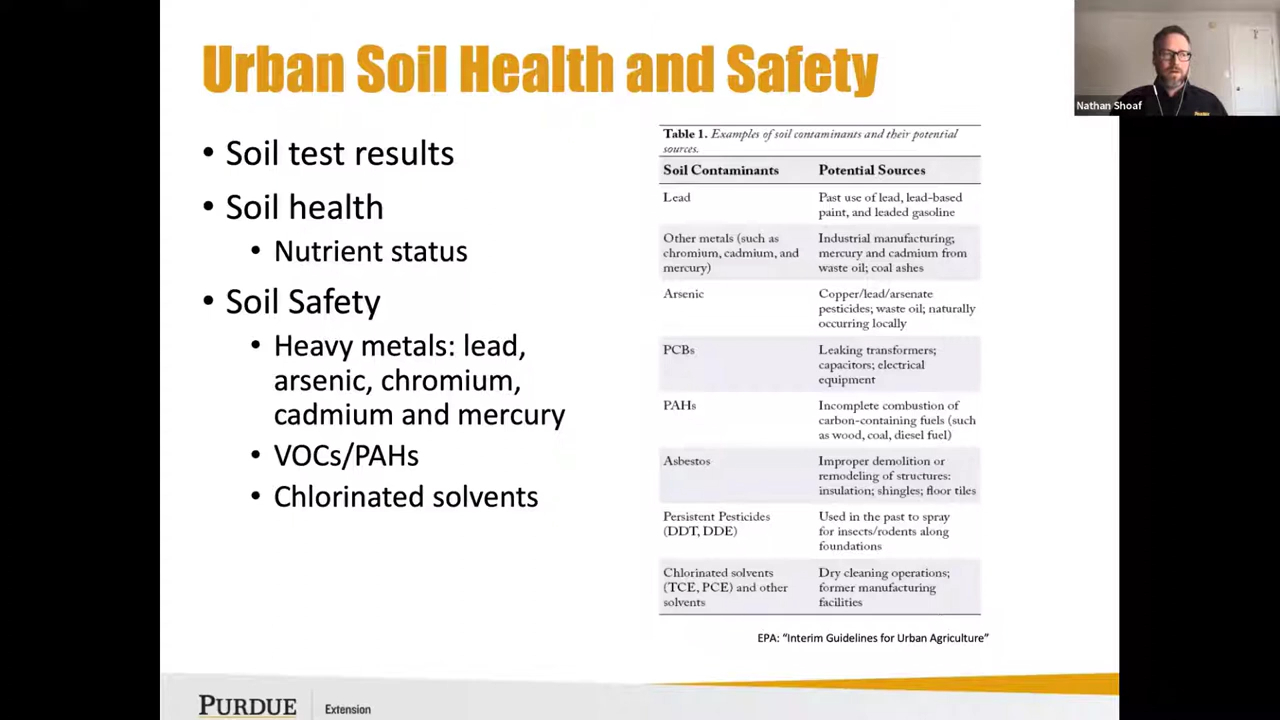 Urban Soil Health and Safety
Nathan Shoaf
• Soil test results
• Soil health
• Nutrient status
• Soil Safety
• Heavy metals: lead,
arsenic, chromium,
cadmium and mercury
• VOCs/PAHs
• Chlorinated solvents
Table 1. Examples of soil contaminants and their potential
sources.
Soil Contaminants Potential Sources
Lead Past use of lead, lead-based
paint, and leaded gasoline
Other metals (such as Industrial manufacturing;
chromium, cadmium, and mercury and cadmium from
mercury) waste oil; coal ashes
Arsenic Copper/lead/arsenate
pesticides; waste oil; naturally
occurring locally
PCBs Leaking transformers;
capacitors; electrical
equipment
PAHs Incomplete combustion of
carbon-containing fuels (such
as wood, coal, diesel fuel)
Asbestos Improper demolition or
remodeling of structures:
insulation; shingles; floor tiles
Persistent Pesticides Used in the past to spray
(DDT, DDE) for insects/rodents along
foundations
Chlorinated solvents Dry cleaning operations;
(TCE, PCE) and other former manufacturing
solvents facilities
EPA: “Interim Guidelines for Urban Agriculture”
PURDUE Extension